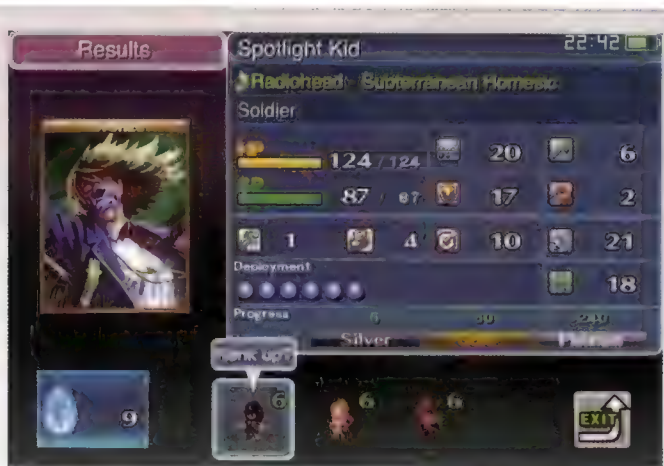 Results
Spotlight Kid
22:42
Radiohead - Subterranean Homesic
Soldier
124 / 124 20 6
87 / 87 17 2
1 4 10 21
Deployment
18
Progress
Silver
Rank up!
9
6
6
6
EXIT